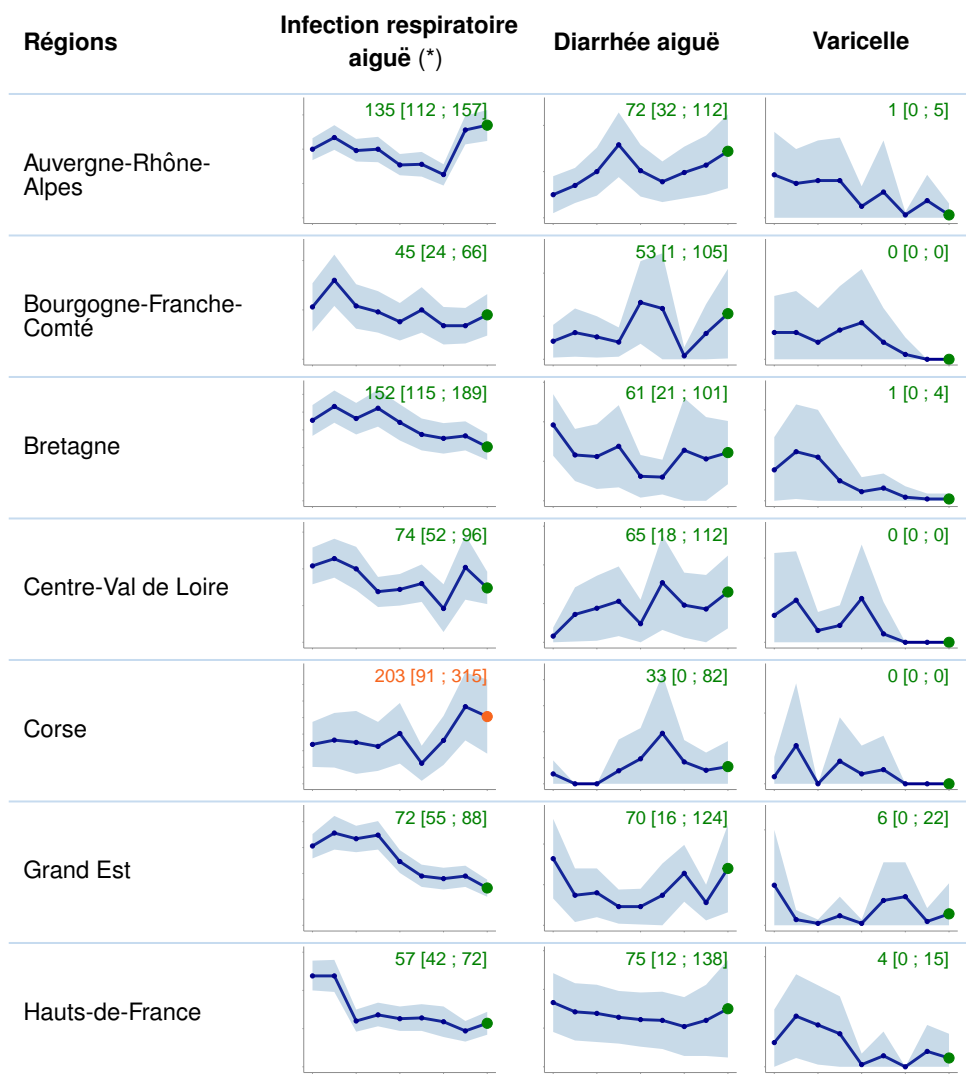 Régions
Infection respiratoire
aiguë (*)
Diarrhée aiguë
Varicelle
Auvergne-Rhône-
Alpes
135 [112 ; 157]
72 [32 ; 112]
1 [0 ; 5]
Bourgogne-Franche-
Comté
45 [24 ; 66]
53 [1 ; 105]
0 [0 ; 0]
Bretagne
152 [115 ; 189]
61 [21 ; 101]
1 [0 ; 4]
Centre-Val de Loire
74 [52 ; 96]
65 [18 ; 112]
0 [0 ; 0]
Corse
203 [91 ; 315]
33 [0 ; 82]
0 [0 ; 0]
Grand Est
72 [55 ; 88]
70 [16 ; 124]
6 [0 ; 22]
Hauts-de-France
57 [42 ; 72]
75 [12 ; 138]
4 [0 ; 15]